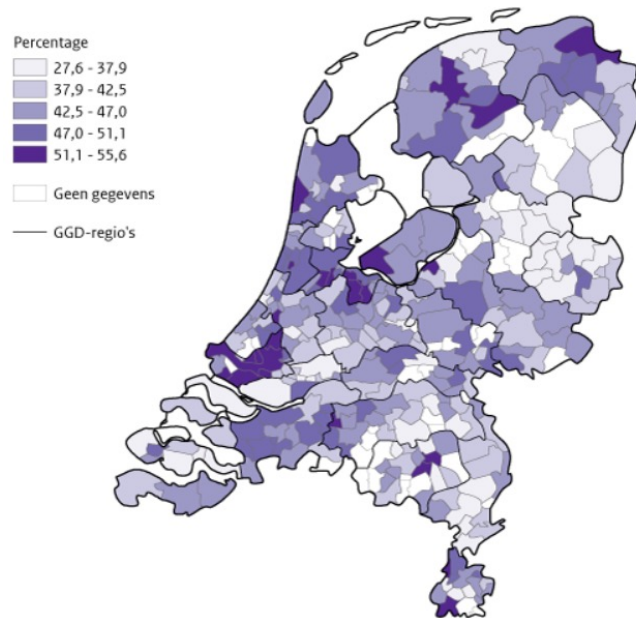 Percentage
27,6 - 37,9
37,9 - 42,5
42,5 - 47,0
47,0 - 51,1
51,1 - 55,6
Geen gegevens
GGD-regio's